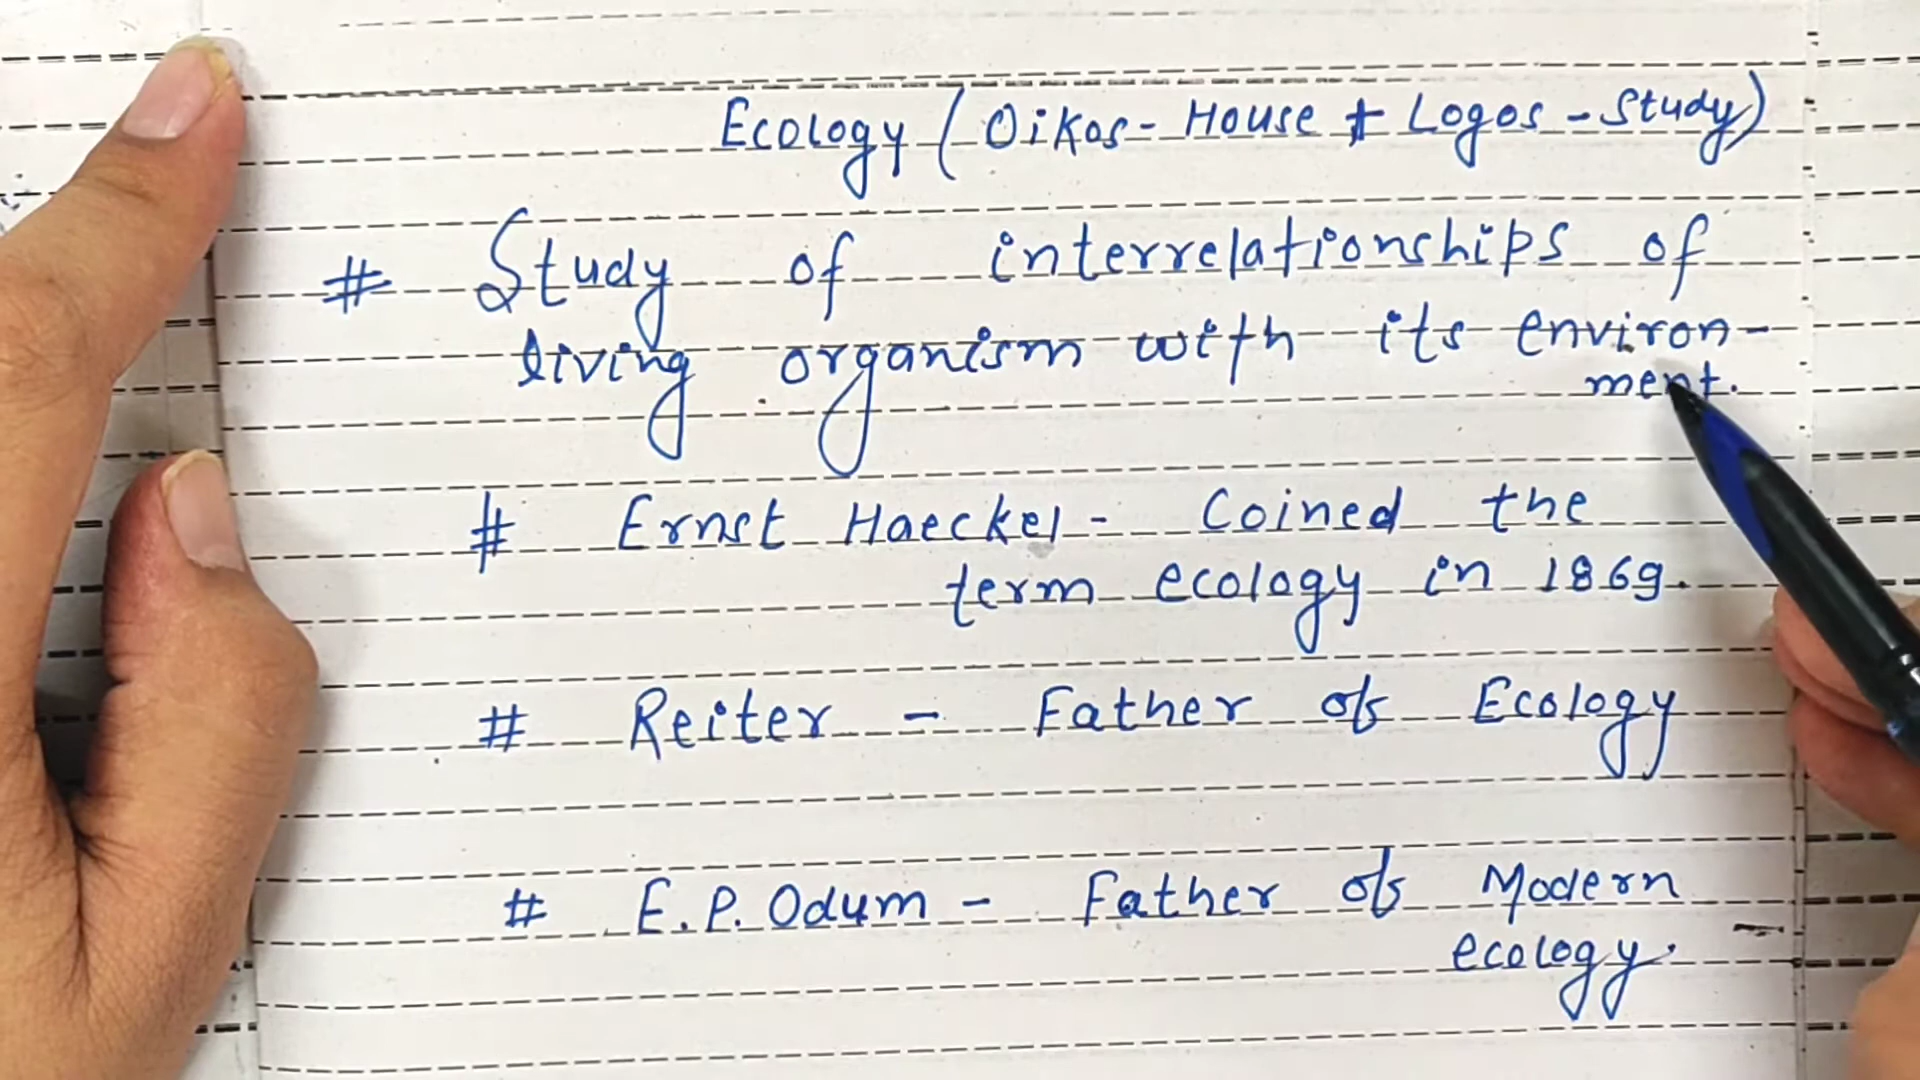 Ecology (Oikos - House + Logos - Study)
# Study of interrelationships of
living organism with its environ-
ment.
# Ernst Haeckel - Coined the
term ecology in 1869.
# Reiter - Father of Ecology
# E.P. Odum - Father of Modern
ecology.